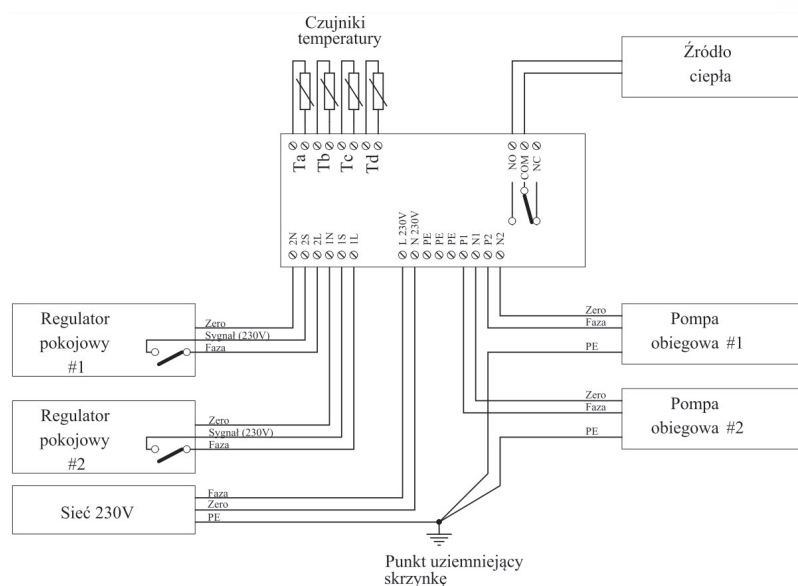 Czujniki
temperatury
Źródło
ciepła
Ta
Tb
Tc
Td
NO
COM
NC
2N
2S
2L
1N
1S
1L
L 230V
N 230V
PE
PE
PE
P1
N1
P2
N2
Regulator
pokojowy
#1
Zero
Sygnał (230V)
Faza
Zero
Faza
PE
Pompa
obiegowa #1
Regulator
pokojowy
#2
Zero
Sygnał (230V)
Faza
Zero
Faza
PE
Pompa
obiegowa #2
Sieć 230V
Faza
Zero
PE
Punkt uziemniejący
skrzynkę